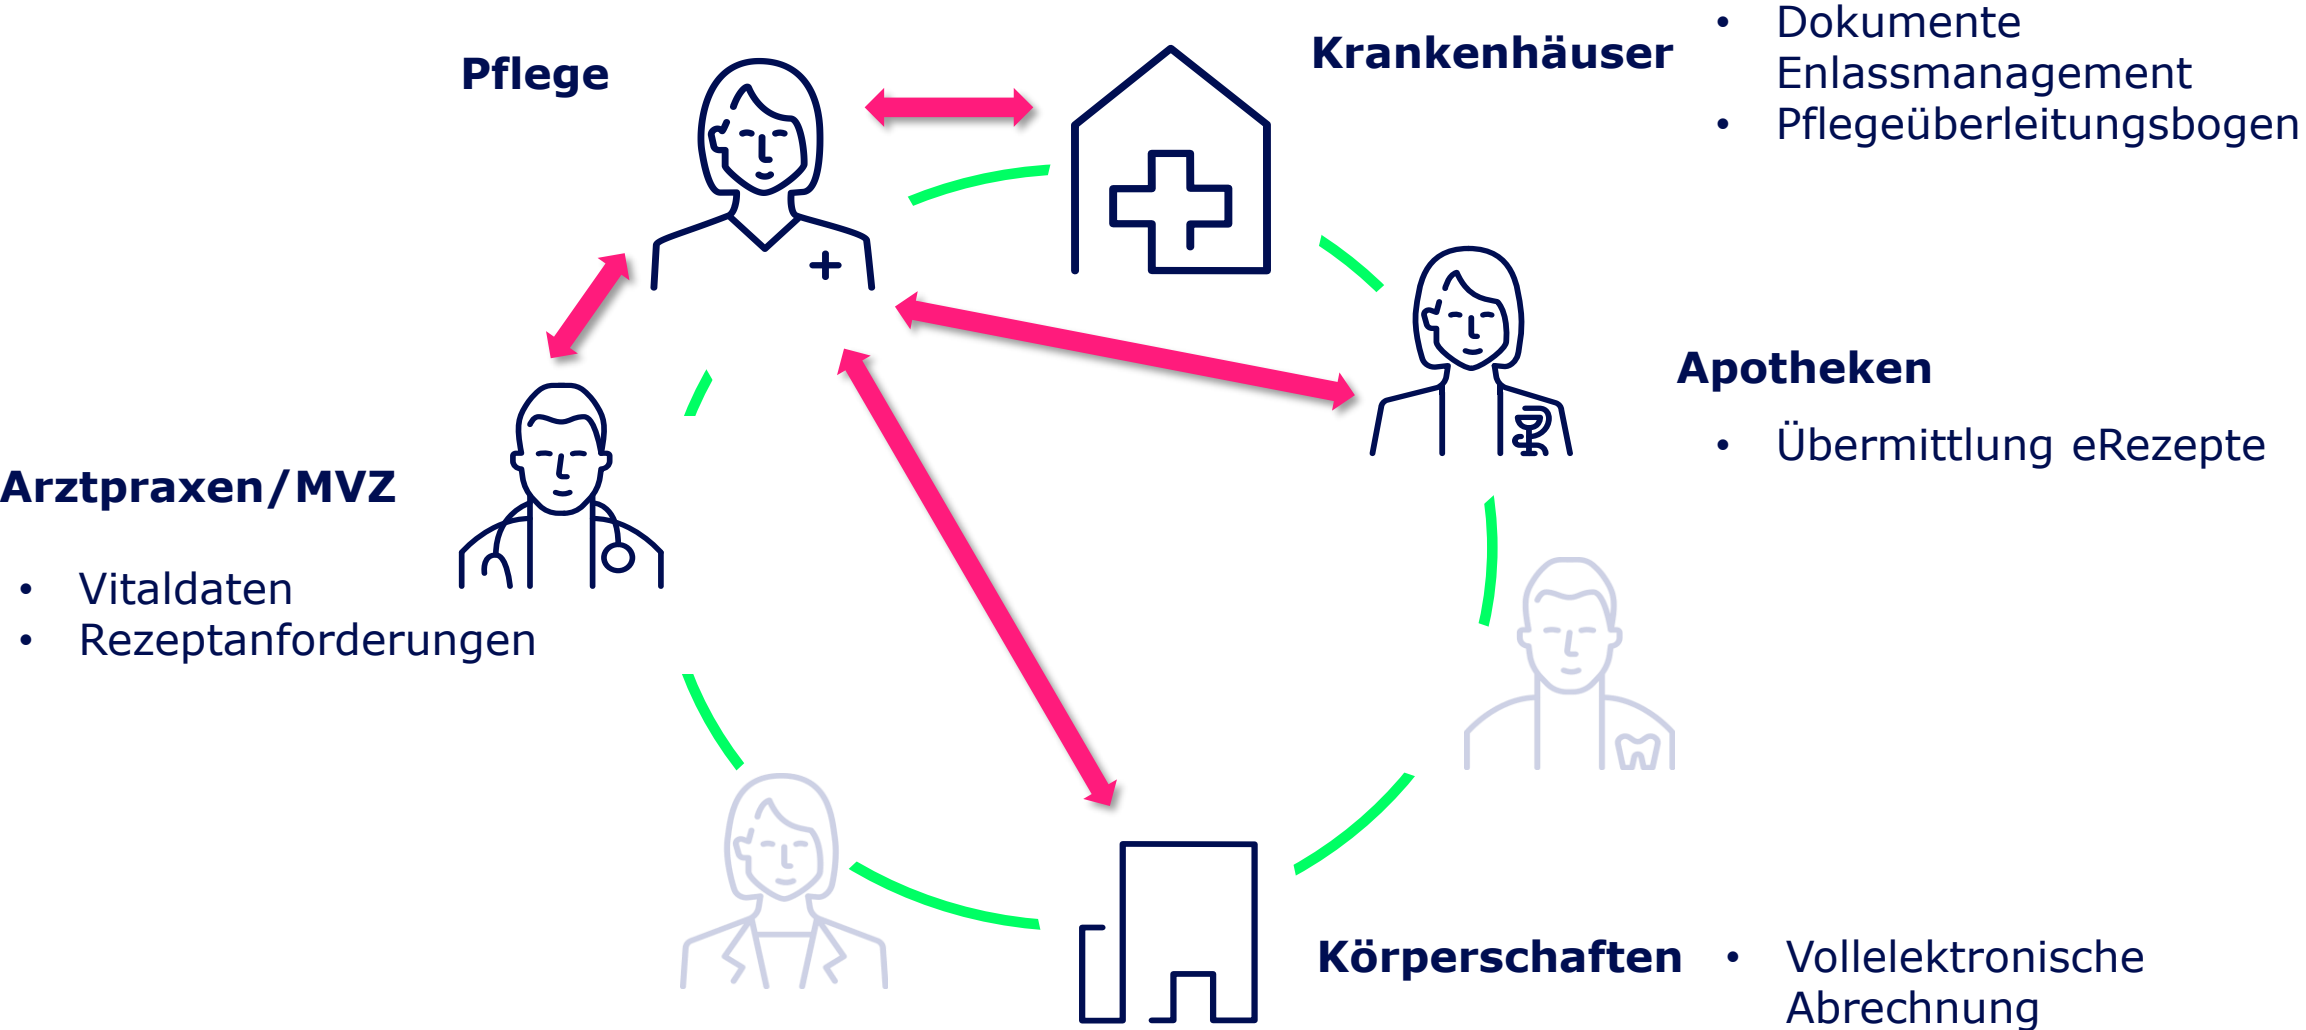 Pflege
Krankenhäuser
• Dokumente
Enlassmanagement
• Pflegeüberleitungsbogen
Apotheken
• Übermittlung eRezepte
Arztpraxen/MVZ
• Vitaldaten
• Rezeptanforderungen
Körperschaften
• Vollelektronische
Abrechnung